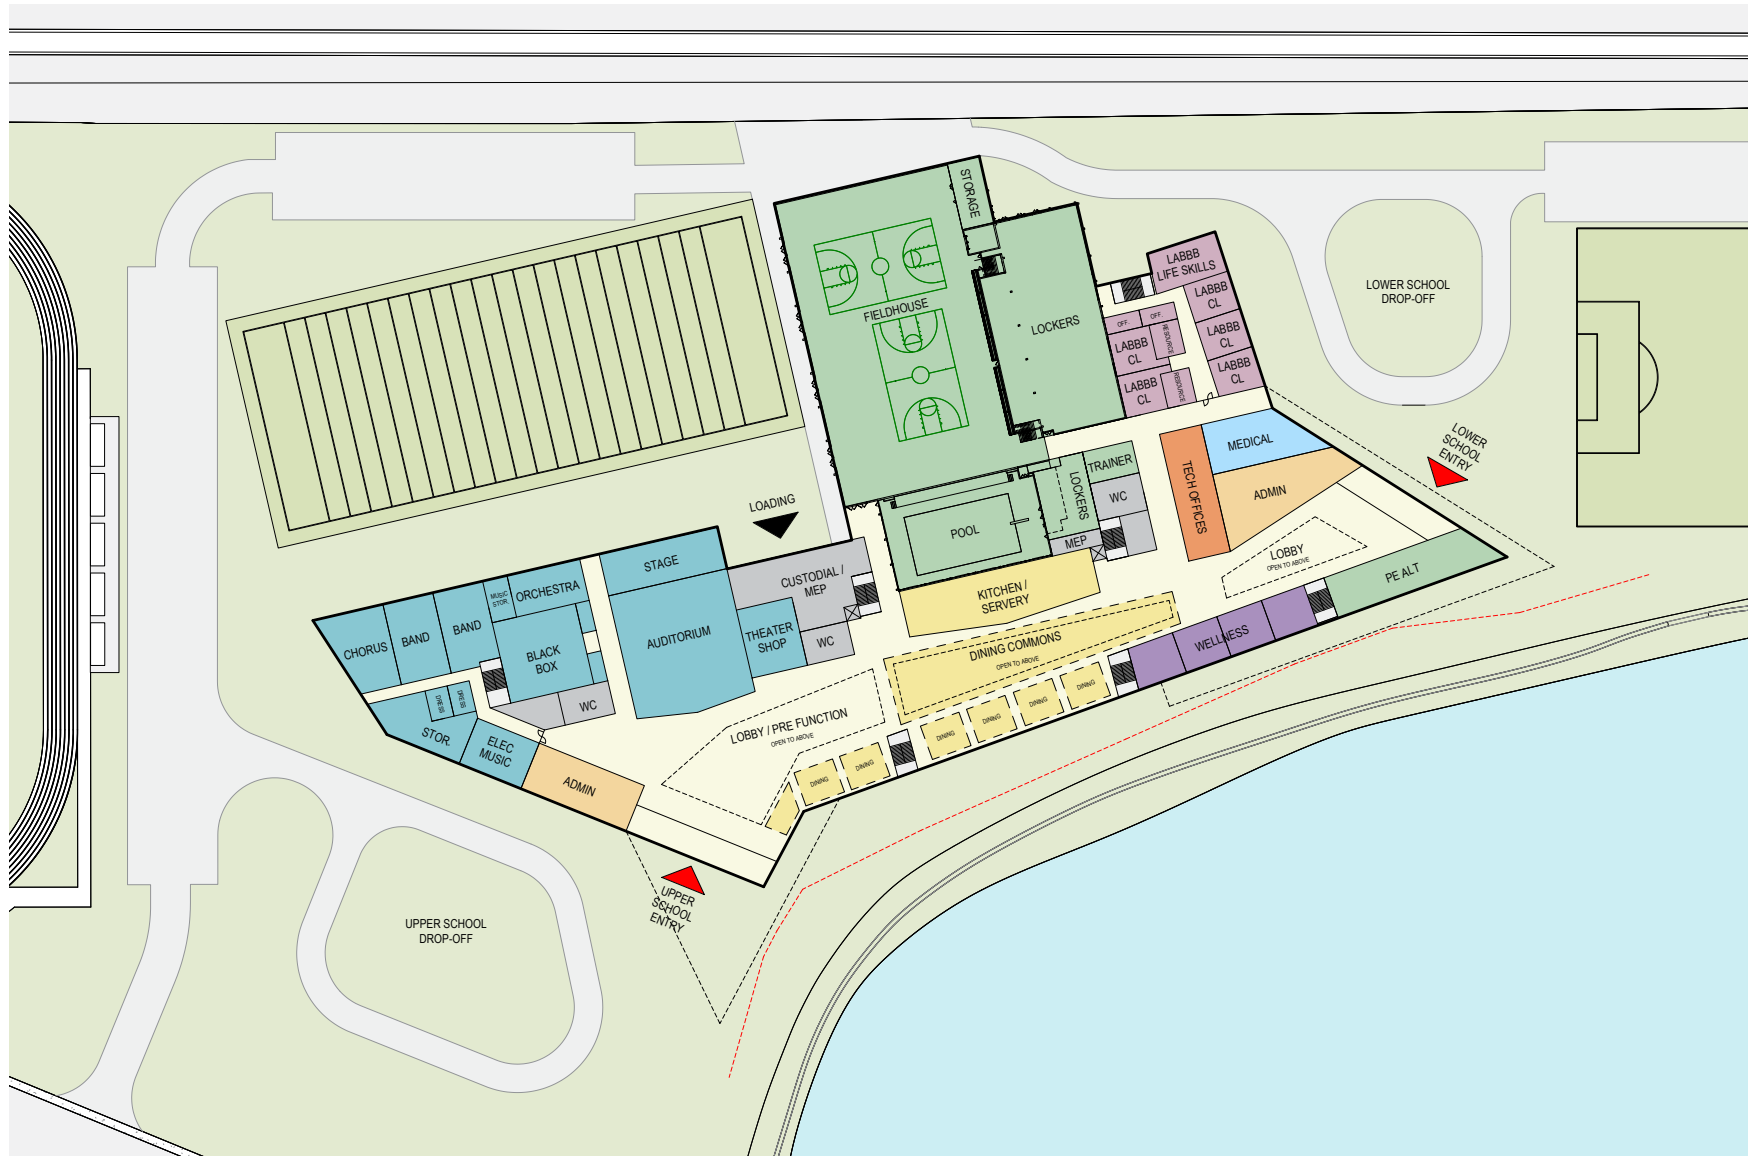 STORAGE
LABBB
LIFE SKILLS
LABBB
CL
LOWER SCHOOL
DROP-OFF
FIELDHOUSE
LOCKERS
OFF.
OFF.
RESOURCE
LABBB
CL
LABBB
CL
LABBB
CL
LABBB
CL
RESOURCE
LOWER
SCHOOL
ENTRY
MEDICAL
TECH OFFICES
ADMIN
TRAINER
LOCKERS
WC
LOADING
POOL
MEP
LOBBY
OPEN TO ABOVE
PE ALT
STAGE
CUSTODIAL /
MEP
KITCHEN /
SERVERY
MUSIC
STOR.
ORCHESTRA
CHORUS
BAND
BAND
AUDITORIUM
THEATER
SHOP
WC
BLACK
BOX
DINING COMMONS
OPEN TO ABOVE
WELLNESS
DRESS
DRESS
WC
STOR.
ELEC
MUSIC
LOBBY / PRE FUNCTION
OPEN TO ABOVE
DINING
DINING
DINING
DINING
DINING
DINING
ADMIN
UPPER
SCHOOL
ENTRY
UPPER SCHOOL
DROP-OFF